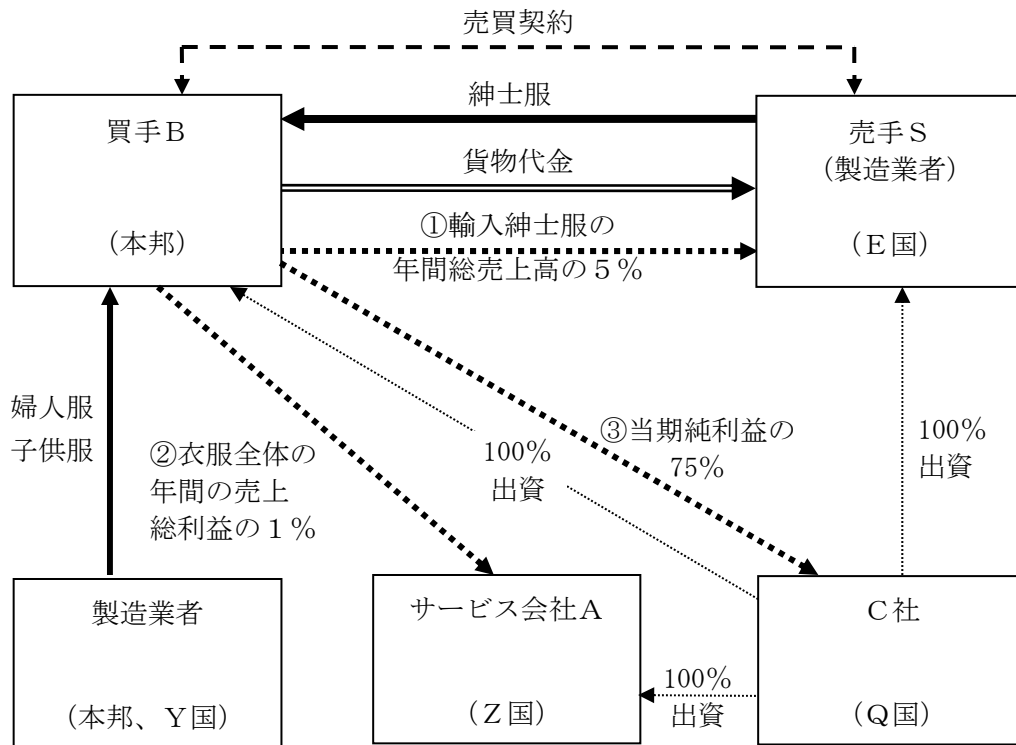 売買契約
買手Ｂ
（本邦）
紳士服
貨物代金
①輸入紳士服の
年間総売上高の５％
売手Ｓ
（製造業者）
（Ｅ国）
婦人服
子供服
②衣服全体の
年間の売上
総利益の１％
100%
出資
③当期純利益の
75%
100%
出資
製造業者
（本邦、Ｙ国）
サービス会社Ａ
（Ｚ国）
100%
出資
Ｃ社
（Ｑ国）